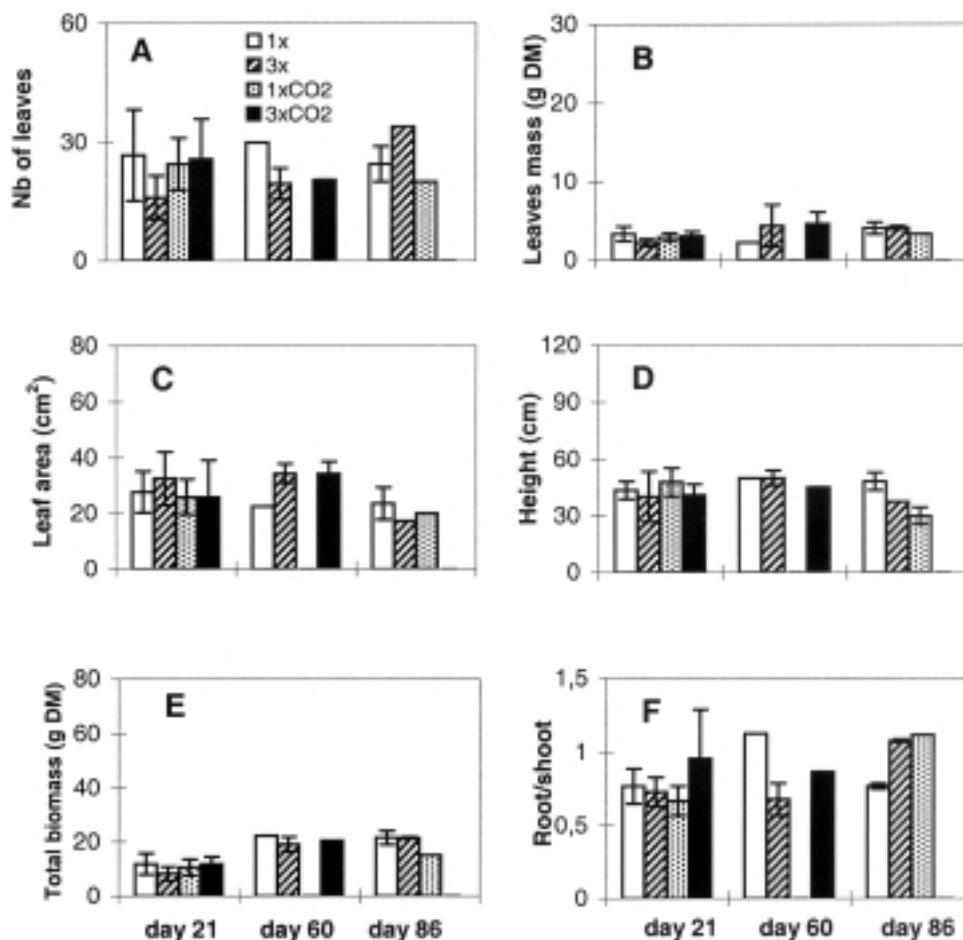 60
30
0
Nb of leaves
A
1x
3x
1xCO2
3xCO2
30
20
10
0
Leaves mass (g DM)
B
80
60
40
20
0
Leaf area (cm²)
C
120
90
60
30
0
Height (cm)
D
80
60
40
20
0
Total biomass (g DM)
E
day 21 day 60 day 86
1,5
1
0,5
0
Root/shoot
F
day 21 day 60 day 86